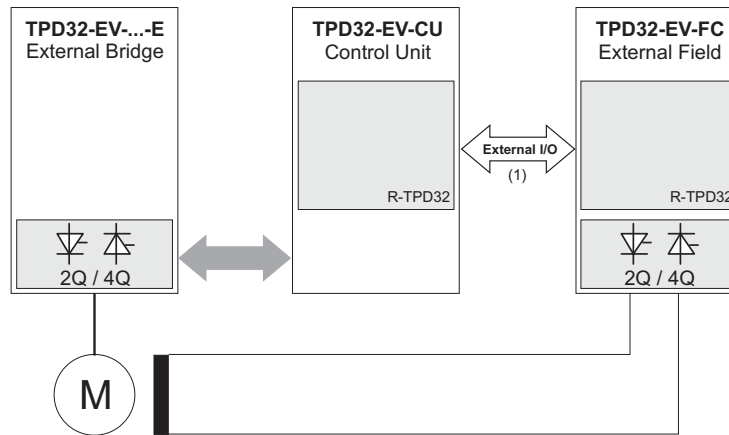 TPD32-EV-...-E
External Bridge
2Q / 4Q
M
TPD32-EV-CU
Control Unit
R-TPD32
External I/O
(1)
TPD32-EV-FC
External Field
R-TPD32
2Q / 4Q